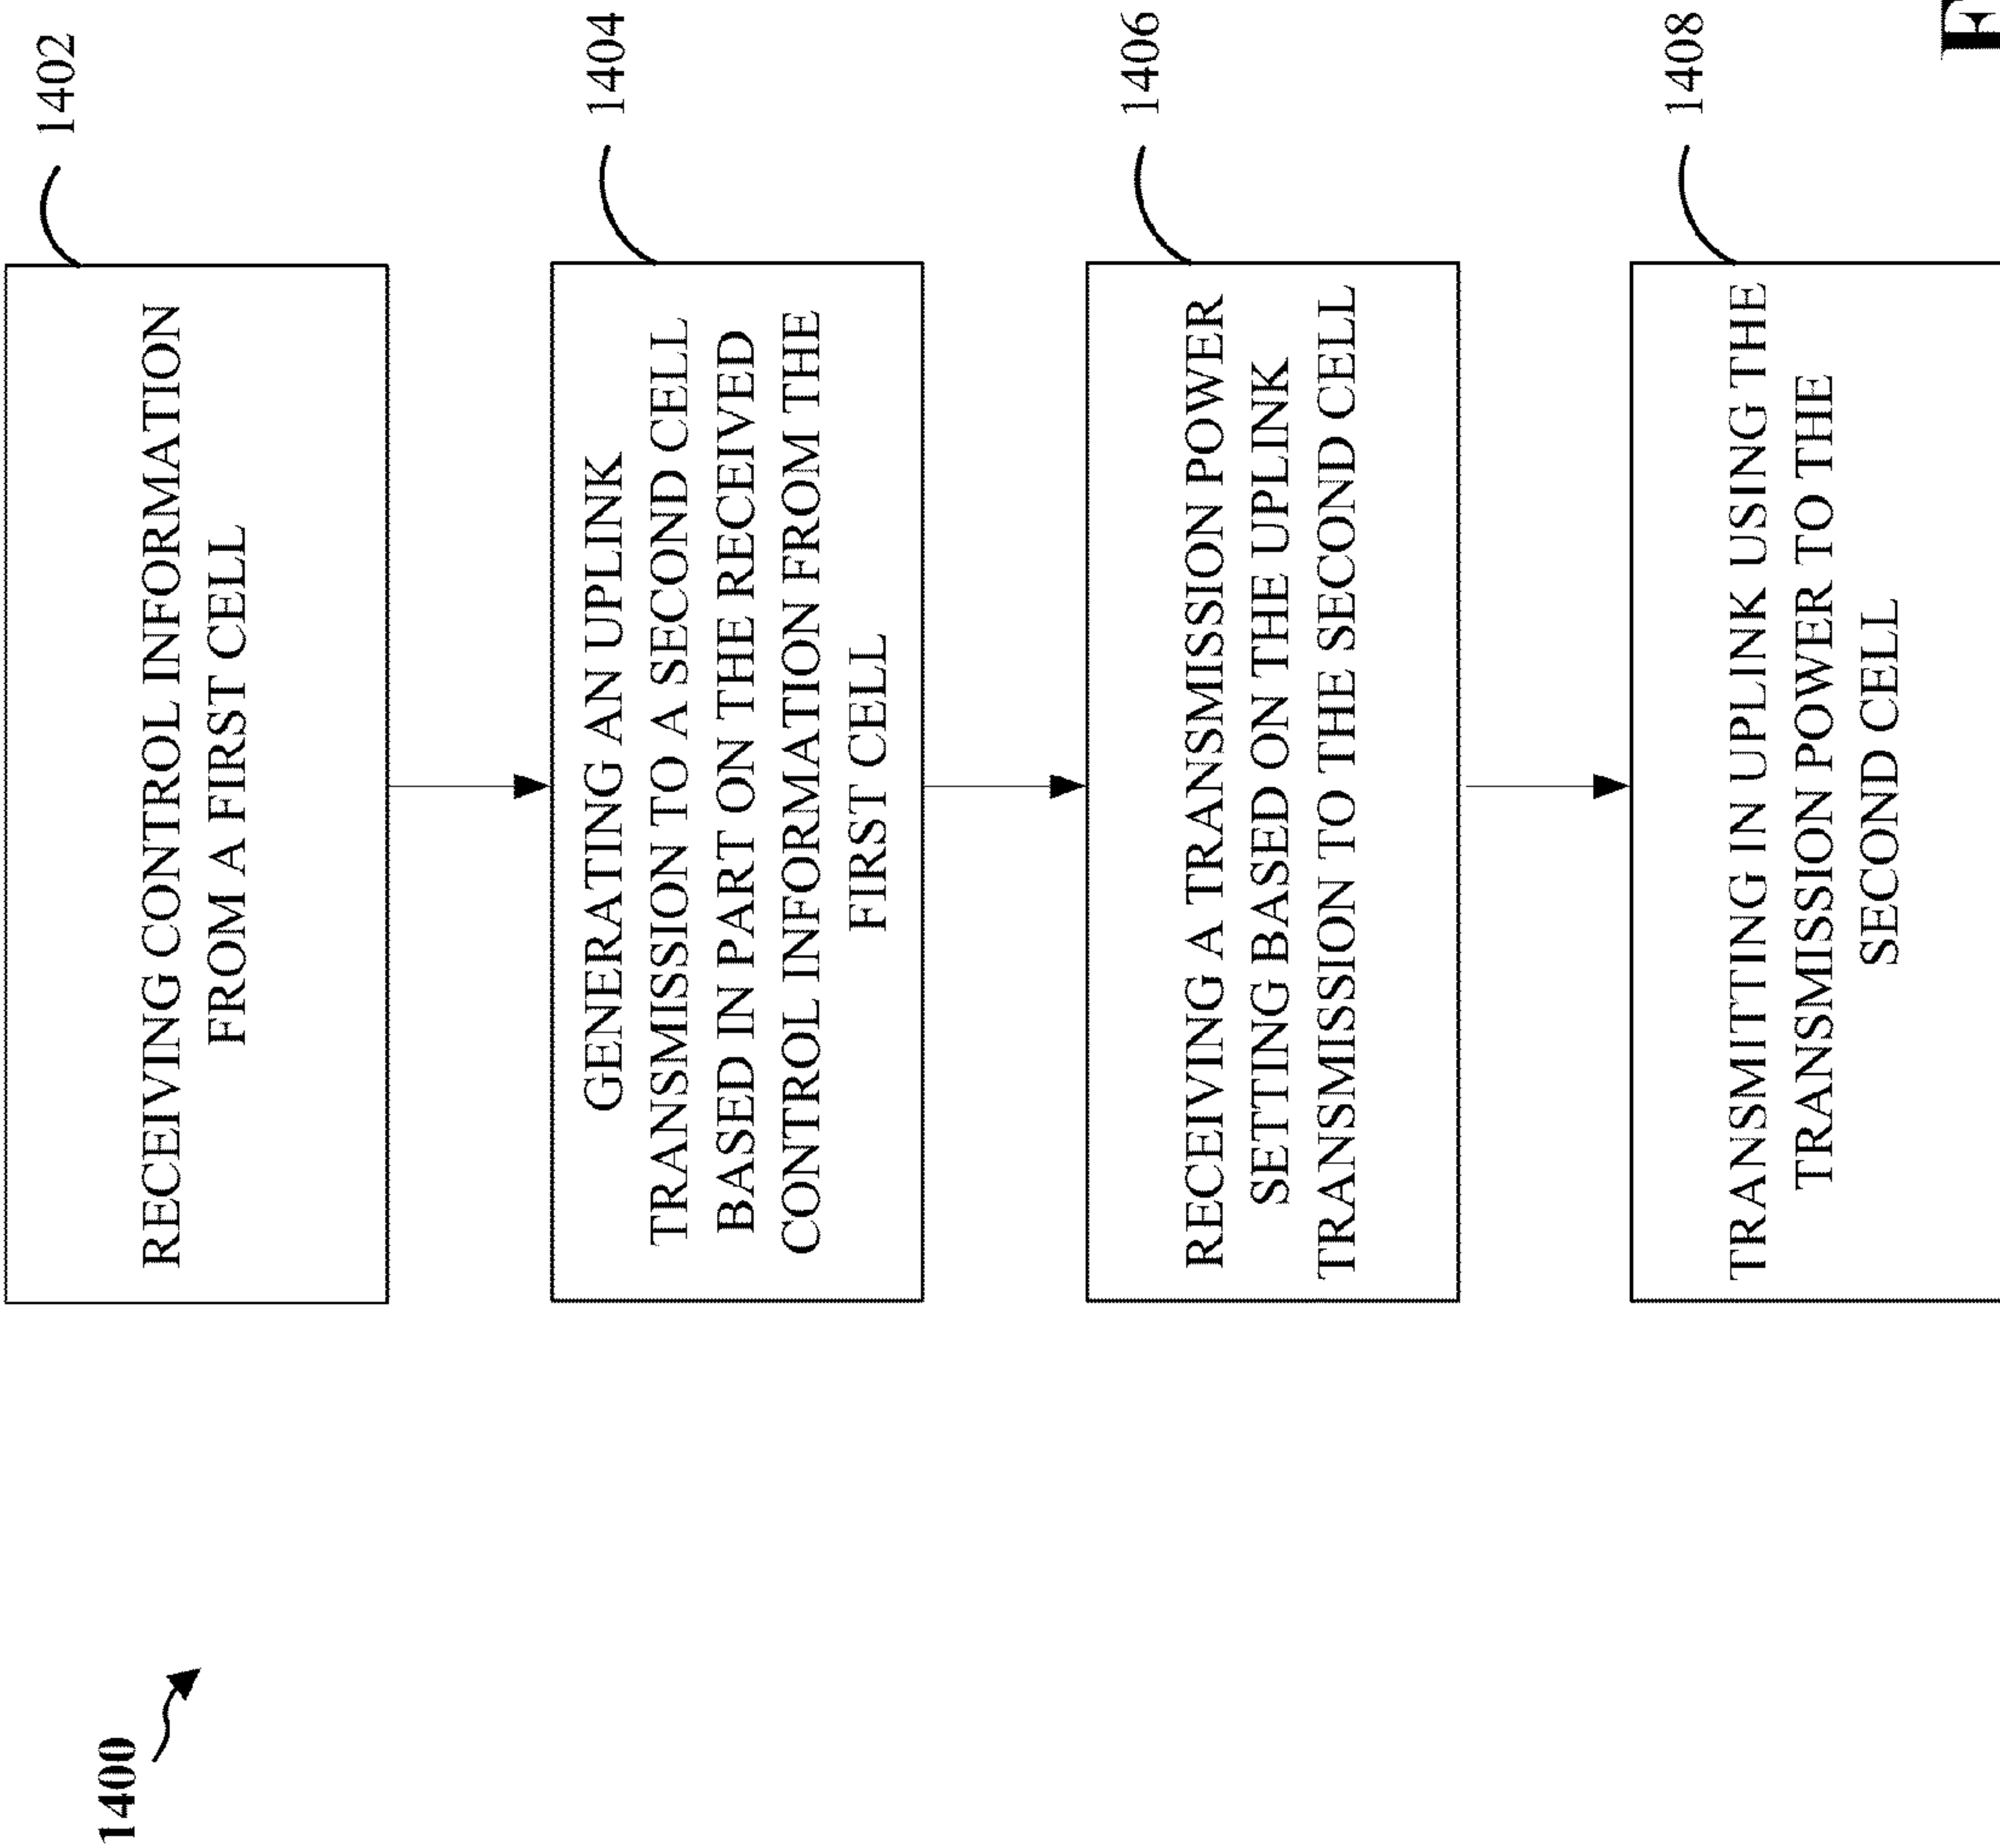 1400
RECEIVING CONTROL INFORMATION
FROM A FIRST CELL
1402
GENERATING AN UPLINK
TRANSMISSION TO A SECOND CELL
BASED IN PART ON THE RECEIVED
CONTROL INFORMATION FROM THE
FIRST CELL
1404
RECEIVING A TRANSMISSION POWER
SETTING BASED ON THE UPLINK
TRANSMISSION TO THE SECOND CELL
1406
TRANSMITTING IN UPLINK USING THE
TRANSMISSION POWER TO THE
SECOND CELL
1408